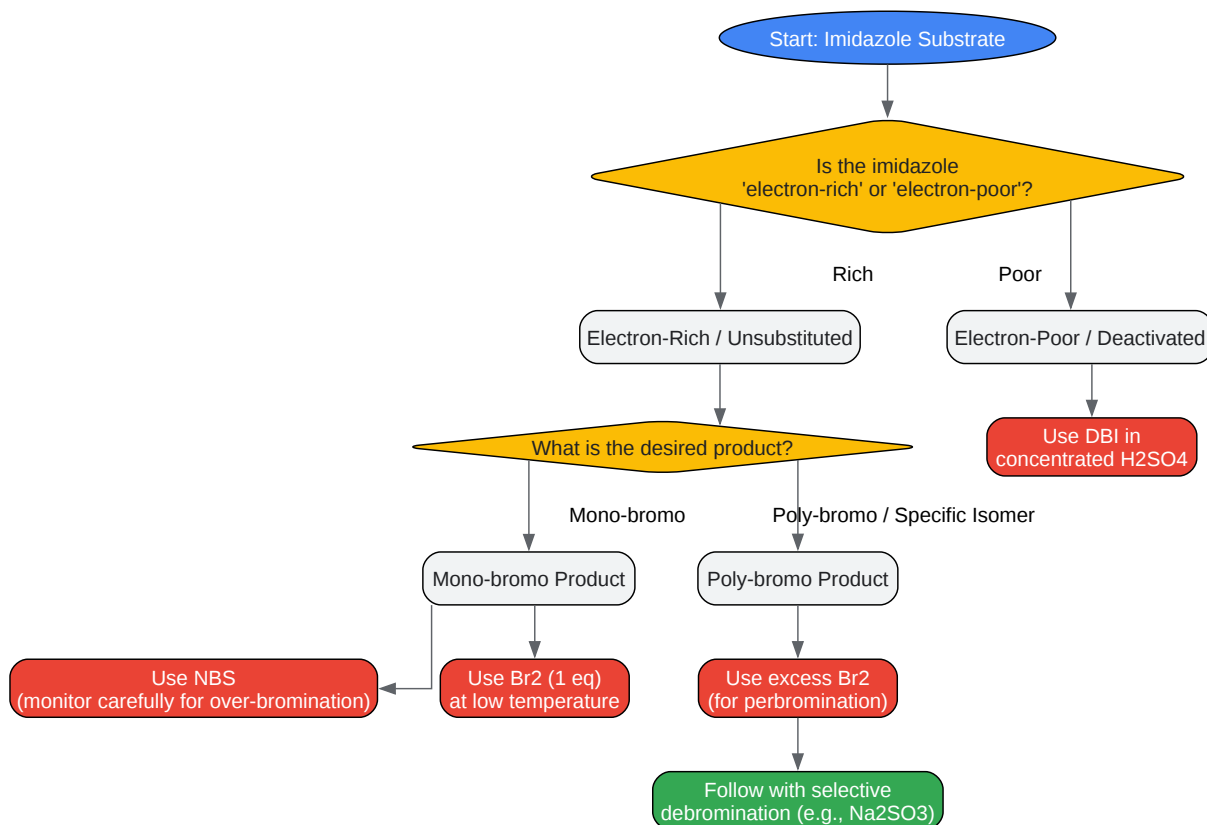 Start: Imidazole Substrate
Is the imidazole
'electron-rich' or 'electron-poor'?
Rich
Poor
Electron-Rich / Unsubstituted
Electron-Poor / Deactivated
What is the desired product?
Use DBI in
concentrated H2SO4
Mono-bromo
Poly-bromo / Specific Isomer
Mono-bromo Product
Poly-bromo Product
Use NBS
(monitor carefully for over-bromination)
Use Br2 (1 eq)
at low temperature
Use excess Br2
(for perbromination)
Follow with selective
debromination (e.g., Na2SO3)